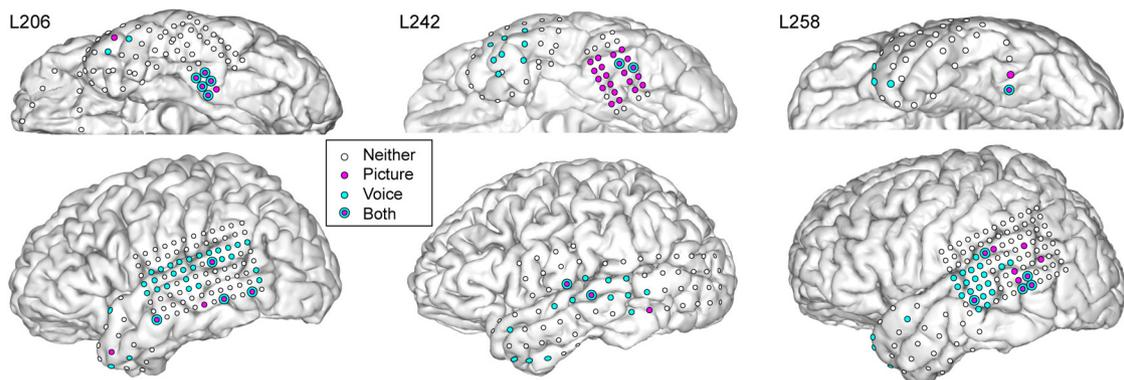 L206
L242
L258
Neither
Picture
Voice
Both